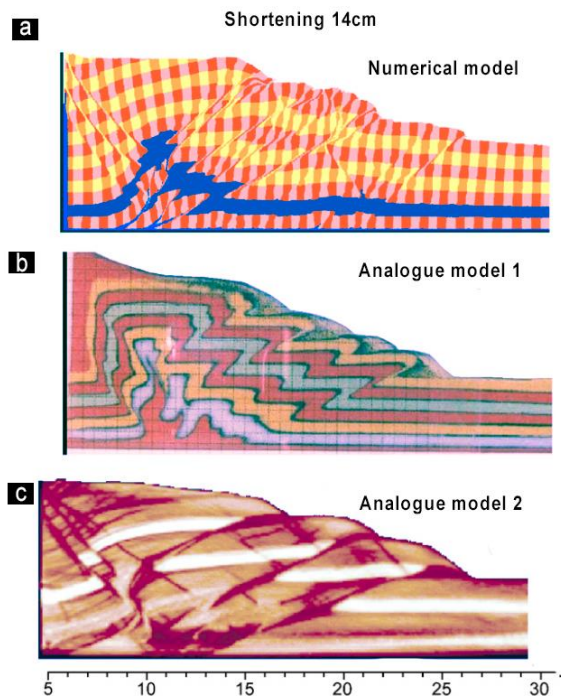 Shortening 14cm
a
Numerical model
b
Analogue model 1
c
Analogue model 2
5 10 15 20 25 30